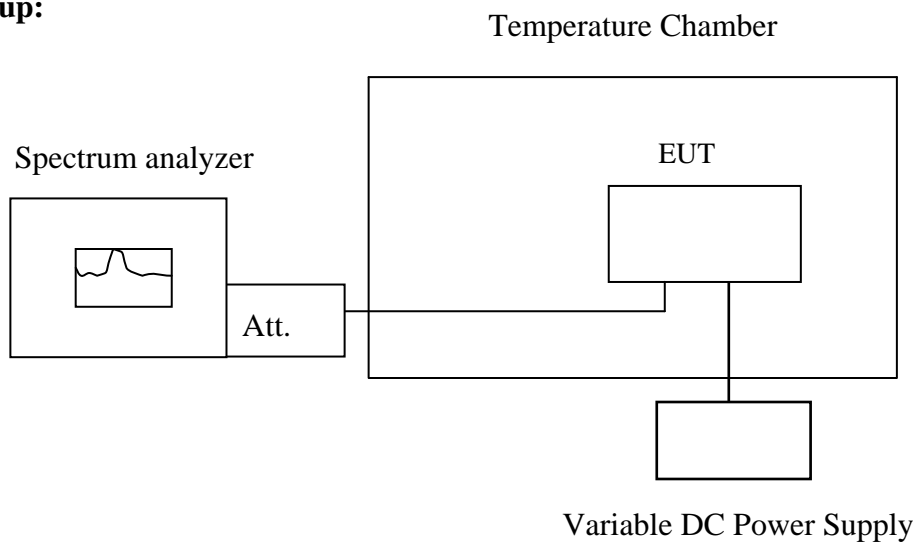 up:
Temperature Chamber
Spectrum analyzer
EUT
Att.
Variable DC Power Supply